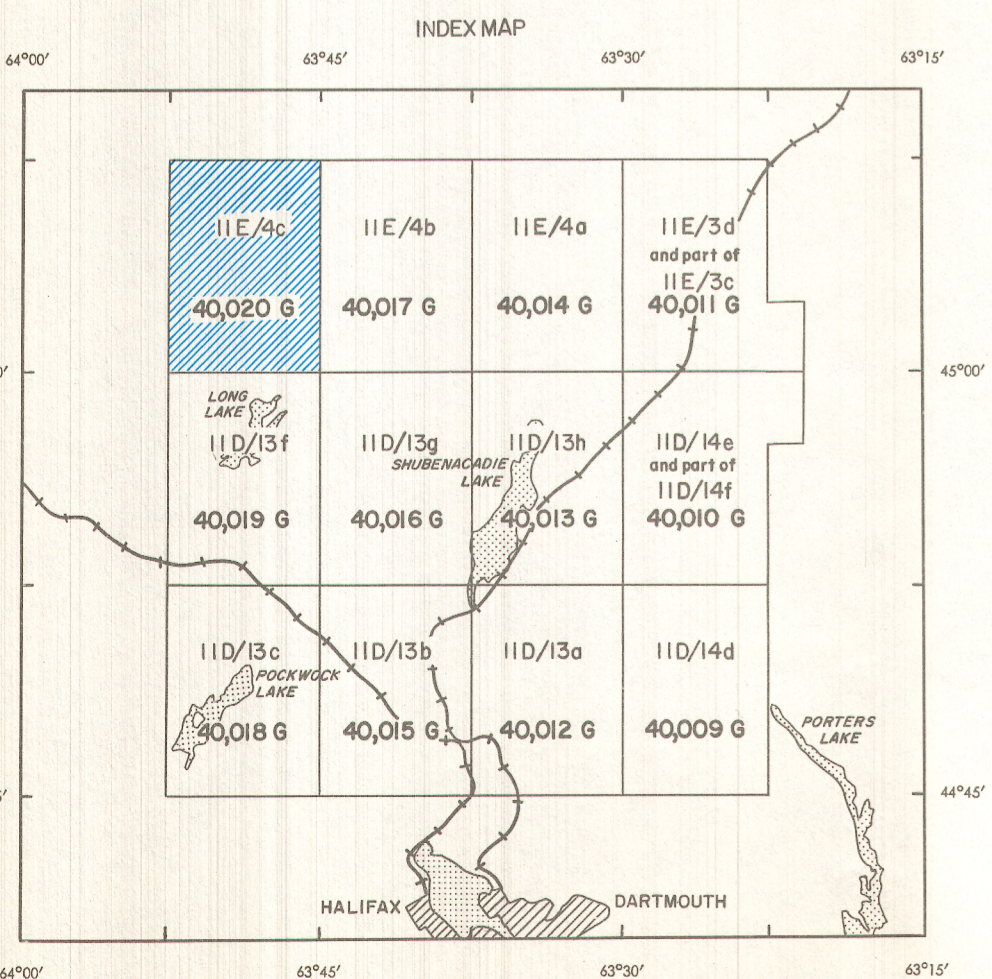 INDEX MAP
64°00′ 63°45′ 63°30′ 63°15′
11E/4c 11E/4b 11E/4a 11E/3d
and part of
11E/3c
40,020 G 40,017 G 40,014 G 40,011 G
0′ 45°00′
LONG
LAKE
11D/13f 11D/13g 11D/13h 11D/14e
SHUBENACADIE
LAKE
and part of
11D/14f
40,019 G 40,016 G 40,013 G 40,010 G
11D/13c 11D/13b 11D/13a 11D/14d
POCKWOCK
LAKE
40,018 G 40,015 G 40,012 G 40,009 G
PORTERS
LAKE
5′ 44°45′
HALIFAX DARTMOUTH
64°00′ 63°45′ 63°30′ 63°15′